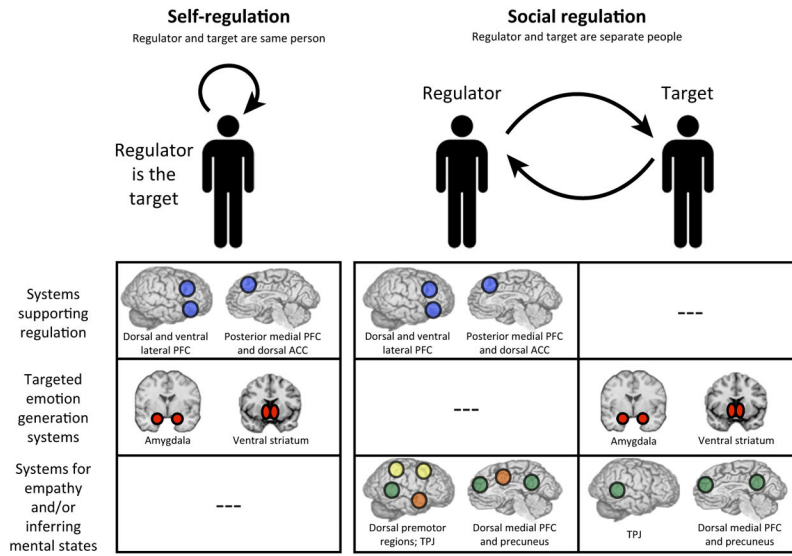 Self-regulation
Regulator and target are same person
Social regulation
Regulator and target are separate people
Regulator
is the
target
Regulator
Target
Systems
supporting
regulation
Dorsal and ventral
lateral PFC
Posterior medial PFC
and dorsal ACC
Dorsal and ventral
lateral PFC
Posterior medial PFC
and dorsal ACC
---
Targeted
emotion
generation
systems
Amygdala
Ventral striatum
---
Amygdala
Ventral striatum
Systems for
empathy
and/or
inferring
mental states
---
Dorsal premotor
regions; TPJ
Dorsal medial PFC
and precuneus
TPJ
Dorsal medial PFC
and precuneus